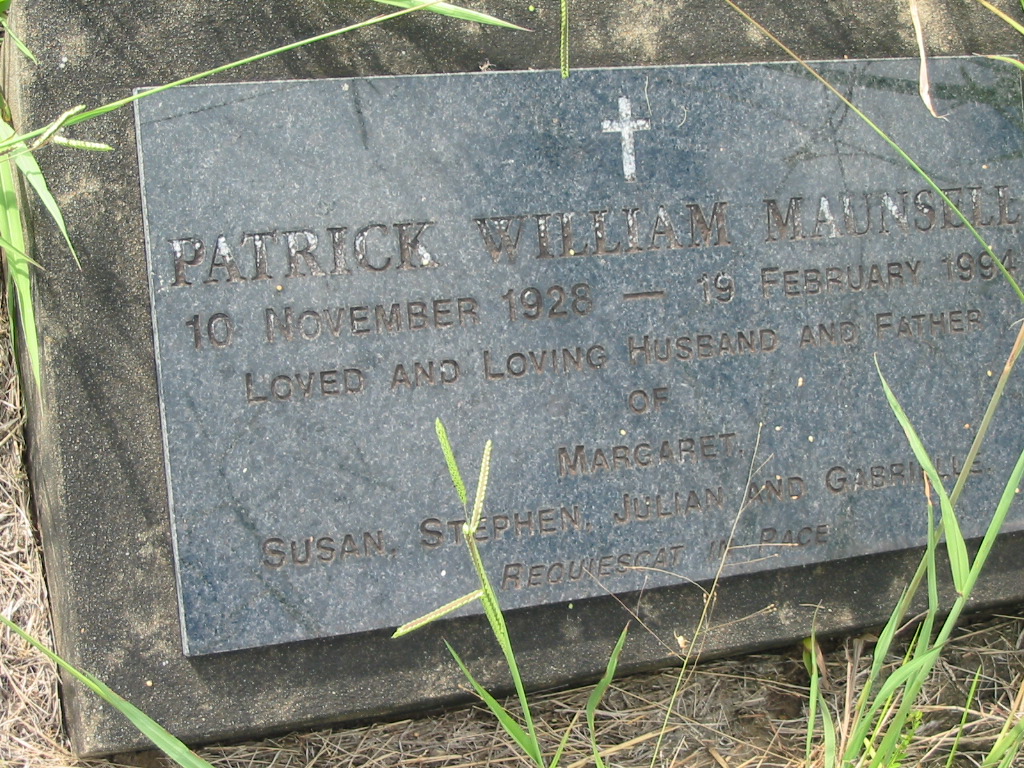 PATRICK WILLIAM MAUNSELL
10 NOVEMBER 1928 — 19 FEBRUARY 1994
LOVED AND LOVING HUSBAND AND FATHER
OF
MARGARET,
SUSAN, STEPHEN, JULIAN AND GABRIELLE.
REQUIESCAT IN PACE